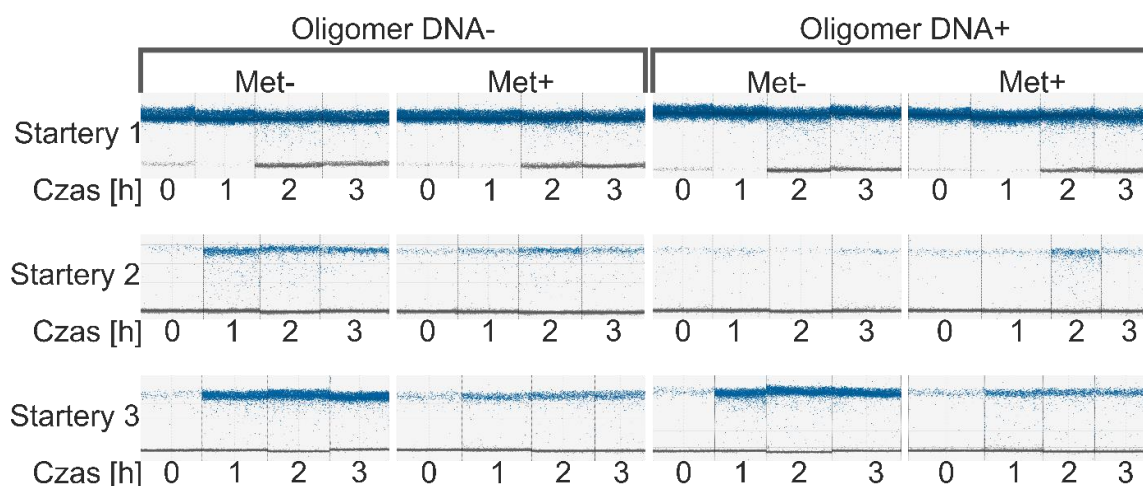 Oligomer DNA- Oligomer DNA+
Met- Met+ Met- Met+
Startery 1
Czas [h] 0 1 2 3 0 1 2 3 0 1 2 3 0 1 2 3
Startery 2
Czas [h] 0 1 2 3 0 1 2 3 0 1 2 3 0 1 2 3
Startery 3
Czas [h] 0 1 2 3 0 1 2 3 0 1 2 3 0 1 2 3